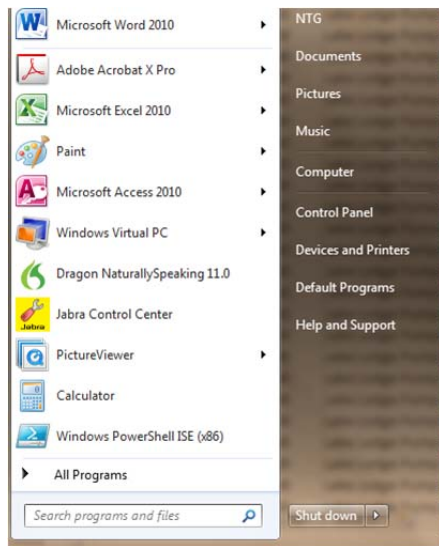 Microsoft Word 2010
Adobe Acrobat X Pro
Microsoft Excel 2010
Paint
Microsoft Access 2010
Windows Virtual PC
Dragon NaturallySpeaking 11.0
Jabra
Jabra Control Center
PictureViewer
Calculator
Windows PowerShell ISE (x86)
All Programs
Search programs and files
NTG
Documents
Pictures
Music
Computer
Control Panel
Devices and Printers
Default Programs
Help and Support
Shut down